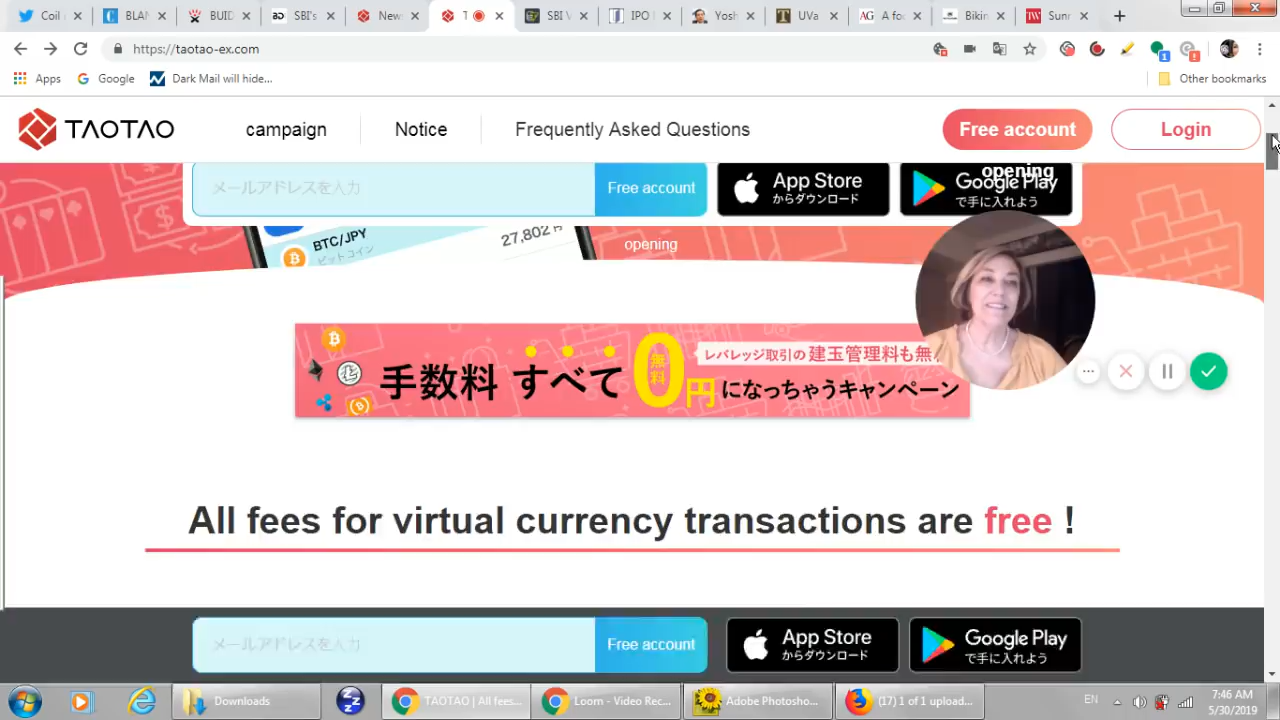 Coil
BLAN
BUID
SBI's
New
T
SBI V
IPO
Yosh
UVa
A fo
Bikin
Sunr
https://taotao-ex.com
Apps
Google
Dark Mail will hide...
Other bookmarks
TAOTAO
campaign
Notice
Frequently Asked Questions
Free account
opening
Login
メールアドレスを入力
Free account
opening
App Store
からダウンロード
Google Play
で手に入れよう
BTC/JPY
ビットコイン
27,802
手数料 すべて 0円 になっちゃうキャンペーン
無料
レバレッジ取引の 建玉管理料も無
All fees for virtual currency transactions are free !
メールアドレスを入力
Free account
App Store
からダウンロード
Google Play
で手に入れよう
Downloads
TAOTAO | All fees...
Loom - Video Rec...
Adobe Photosho...
(17) 1 of 1 upload...
EN
7:46 AM
5/30/2019